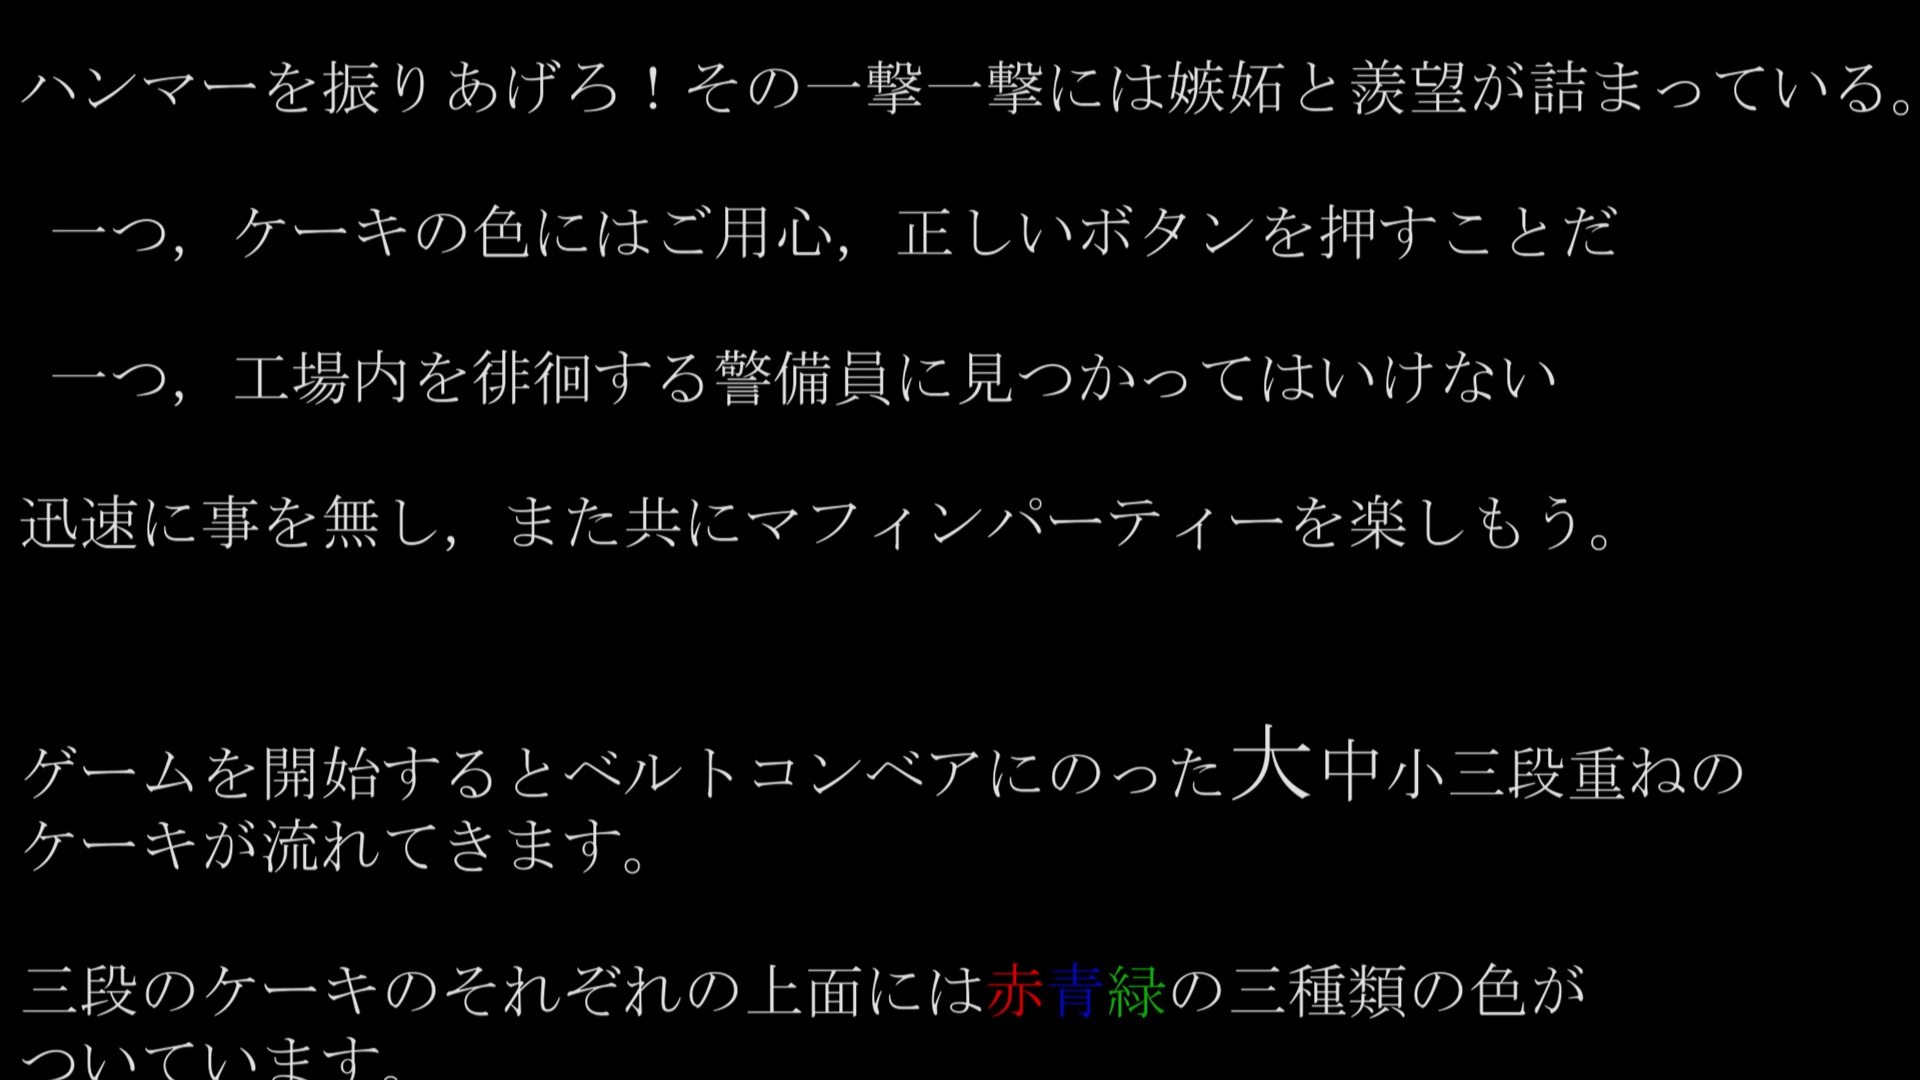 ハンマーを振りあげろ！その一撃一撃には嫉妬と羨望が詰まっている。
一つ，ケーキの色にはご用心，正しいボタンを押すことだ
一つ，工場内を徘徊する警備員に見つかってはいけない
迅速に事を無し，また共にマフィンパーティーを楽しもう。
ゲームを開始するとベルトコンベアにのった大中小三段重ねの
ケーキが流れてきます。
三段のケーキのそれぞれの上面には赤青緑の三種類の色が
ついています。